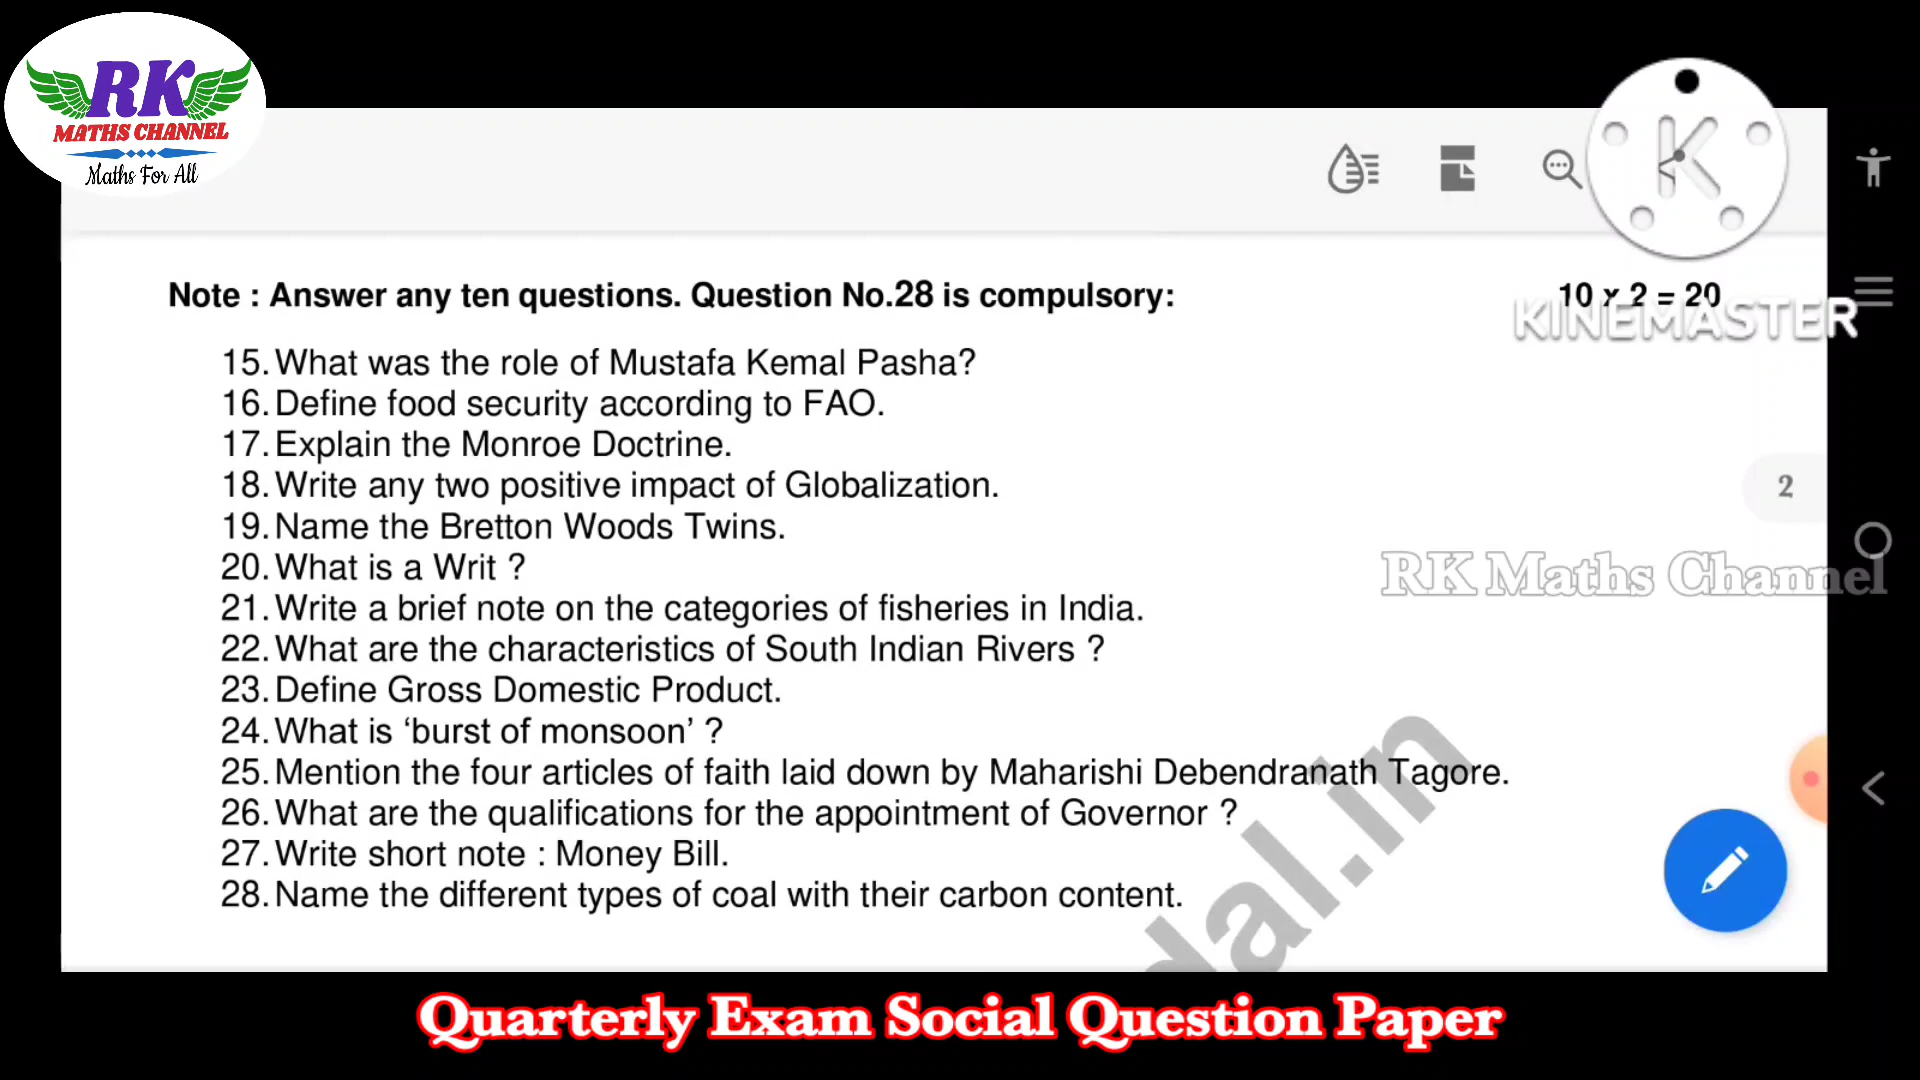 RK
MATHS CHANNEL
Maths For All
K
Note : Answer any ten questions. Question No.28 is compulsory:
10 x 2 = 20
KINEMASTER
15. What was the role of Mustafa Kemal Pasha?
16. Define food security according to FAO.
17. Explain the Monroe Doctrine.
18. Write any two positive impact of Globalization.
2
19. Name the Bretton Woods Twins.
20. What is a Writ ?
RK Maths Channel
21. Write a brief note on the categories of fisheries in India.
22. What are the characteristics of South Indian Rivers ?
23. Define Gross Domestic Product.
24. What is ‘burst of monsoon’ ?
25. Mention the four articles of faith laid down by Maharishi Debendranath Tagore.
26. What are the qualifications for the appointment of Governor ?
27. Write short note : Money Bill.
28. Name the different types of coal with their carbon content.
dal.in
Quarterly Exam Social Question Paper